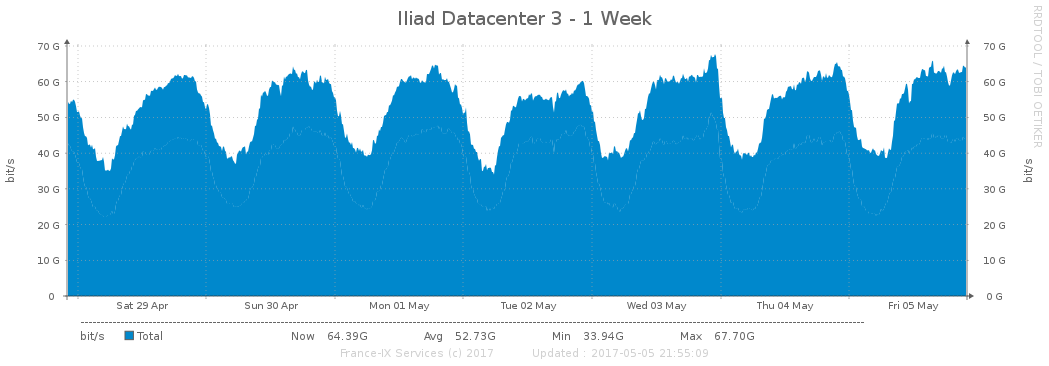 Iliad Datacenter 3 - 1 Week
RRDTOOL / TOBI OETIKER
70 G 70 G
60 G 60 G
50 G 50 G
40 G 40 G
30 G 30 G
20 G 20 G
10 G 10 G
0 0 G
bit/s bit/s
Sat 29 Apr Sun 30 Apr Mon 01 May Tue 02 May Wed 03 May Thu 04 May Fri 05 May
bit/s Total Now 64.39G Avg 52.73G Min 33.94G Max 67.70G
France-IX Services (c) 2017 Updated : 2017-05-05 21:55:09